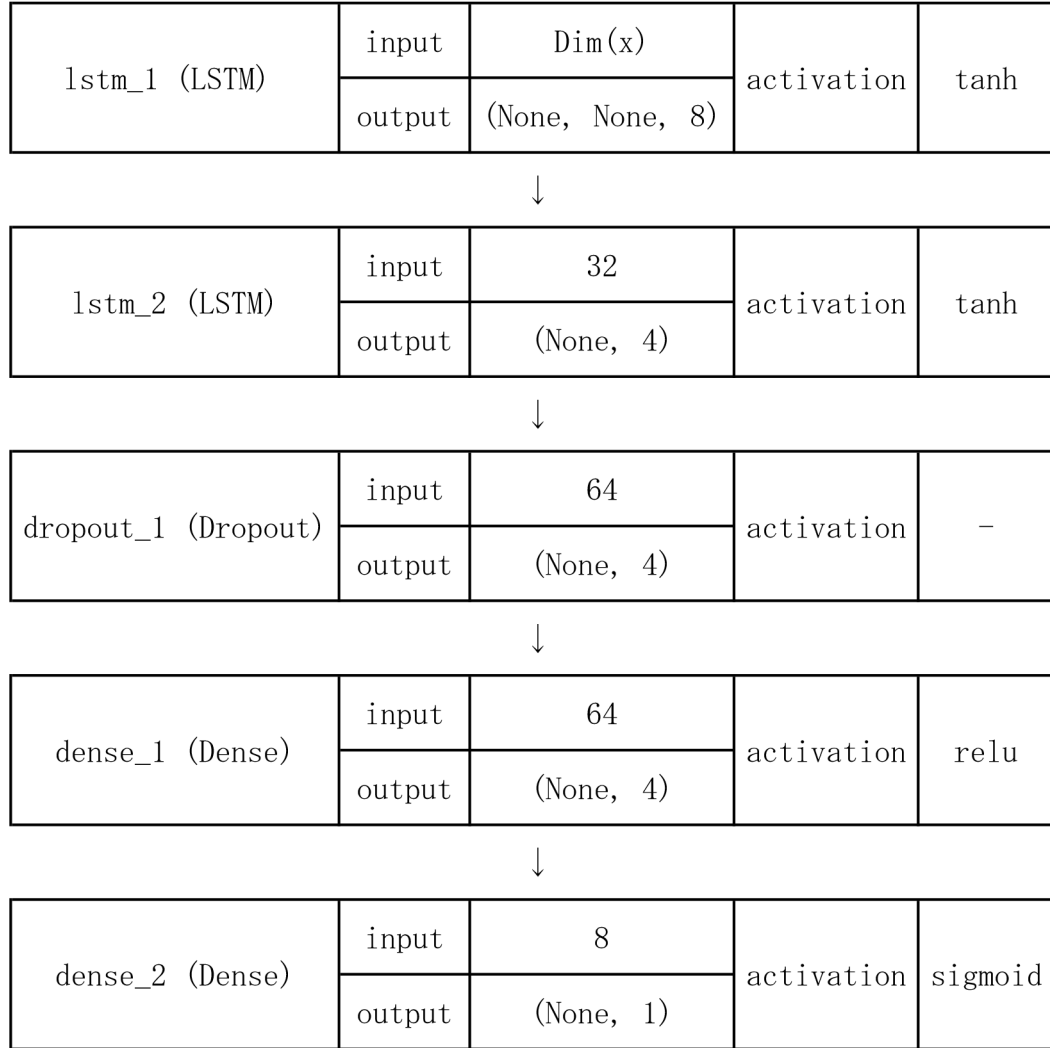 lstm_1 (LSTM) input Dim(x) activation tanh
output (None, None, 8)
↓
lstm_2 (LSTM) input 32 activation tanh
output (None, 4)
↓
dropout_1 (Dropout) input 64 activation -
output (None, 4)
↓
dense_1 (Dense) input 64 activation relu
output (None, 4)
↓
dense_2 (Dense) input 8 activation sigmoid
output (None, 1)